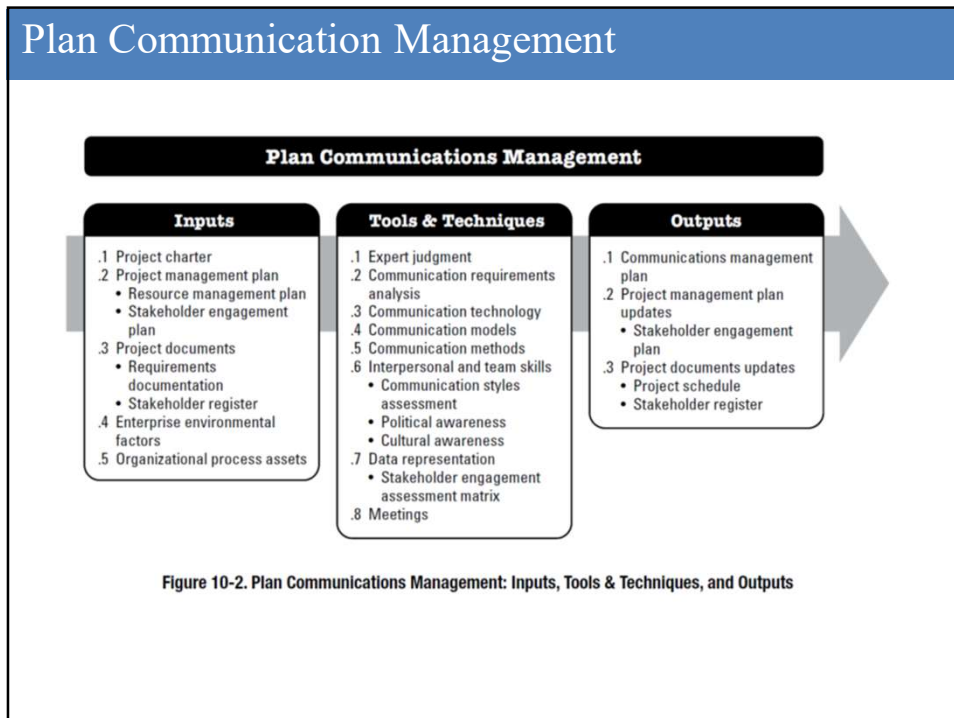 Plan Communication Management
Plan Communications Management
Inputs
.1 Project charter
.2 Project management plan
• Resource management plan
• Stakeholder engagement
plan
.3 Project documents
• Requirements
documentation
• Stakeholder register
.4 Enterprise environmental
factors
.5 Organizational process assets
Tools & Techniques
.1 Expert judgment
.2 Communication requirements
analysis
.3 Communication technology
.4 Communication models
.5 Communication methods
.6 Interpersonal and team skills
• Communication styles
assessment
• Political awareness
• Cultural awareness
.7 Data representation
• Stakeholder engagement
assessment matrix
.8 Meetings
Outputs
.1 Communications management
plan
.2 Project management plan
updates
• Stakeholder engagement
plan
.3 Project documents updates
• Project schedule
• Stakeholder register
Figure 10-2. Plan Communications Management: Inputs, Tools & Techniques, and Outputs